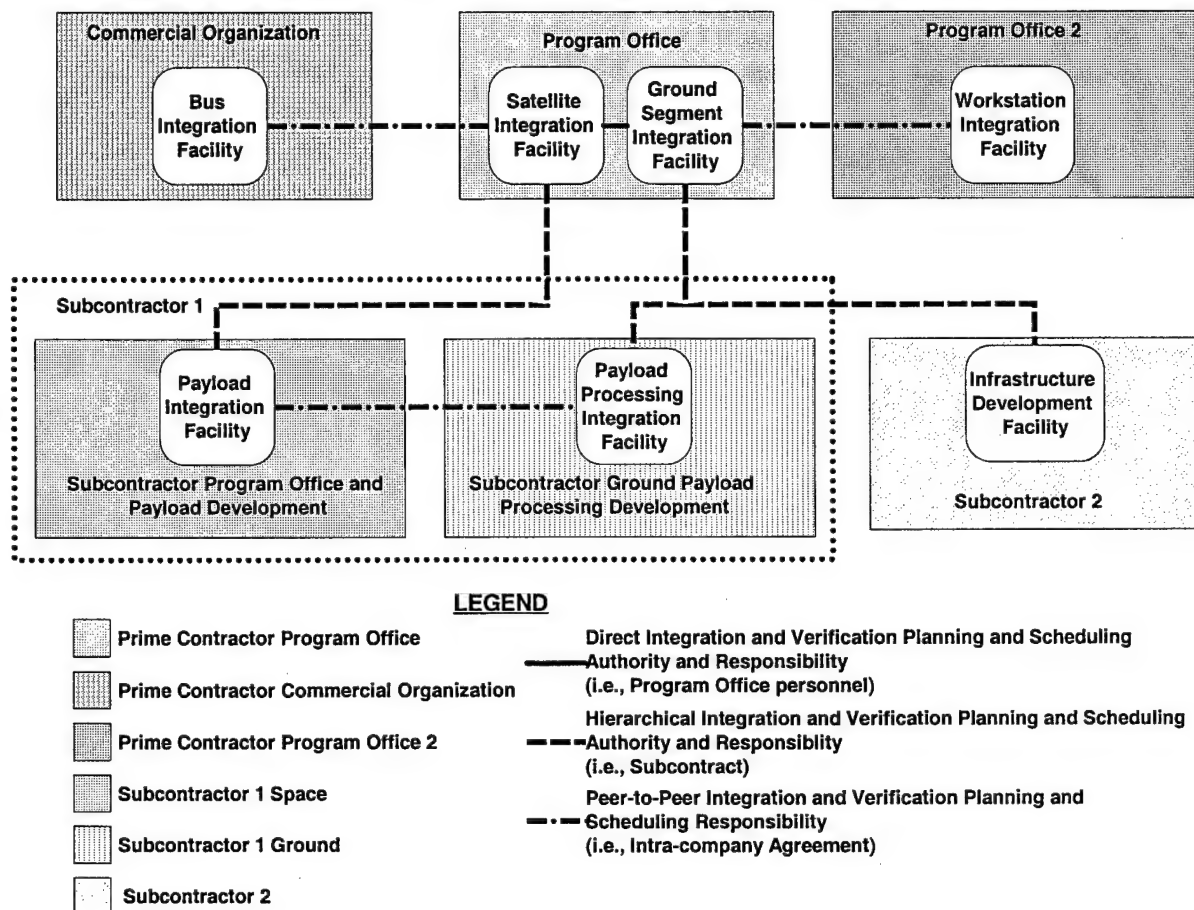 Commercial Organization
Program Office
Program Office 2
Bus
Integration
Facility
Satellite
Integration
Facility
Ground
Segment
Integration
Facility
Workstation
Integration
Facility
Subcontractor 1
Payload
Integration
Facility
Payload
Processing
Integration
Facility
Infrastructure
Development
Facility
Subcontractor Program Office and
Payload Development
Subcontractor Ground Payload
Processing Development
Subcontractor 2
LEGEND
Prime Contractor Program Office
Prime Contractor Commercial Organization
Prime Contractor Program Office 2
Subcontractor 1 Space
Subcontractor 1 Ground
Subcontractor 2
Direct Integration and Verification Planning and Scheduling
Authority and Responsibility
(i.e., Program Office personnel)
Hierarchical Integration and Verification Planning and Scheduling
Authority and Responsiblity
(i.e., Subcontract)
Peer-to-Peer Integration and Verification Planning and
Scheduling Responsibility
(i.e., Intra-company Agreement)